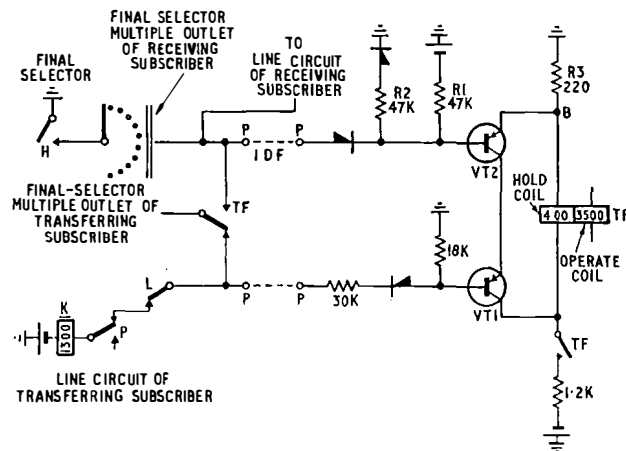 FINAL SELECTOR
MULTIPLE OUTLET
OF RECEIVING
SUBSCRIBER
FINAL
SELECTOR
TO
LINE CIRCUIT
OF RECEIVING
SUBSCRIBER
R2
47K
R1
47K
R3
220
B
H
P
P
IDF
VT2
FINAL-SELECTOR
MULTIPLE OUTLET OF
TRANSFERRING
SUBSCRIBER
TF
HOLD
COIL
400
3500
TF
OPERATE
COIL
18K
L
P
P
30K
VT1
K
1300
P
TF
1·2K
LINE CIRCUIT OF
TRANSFERRING SUBSCRIBER